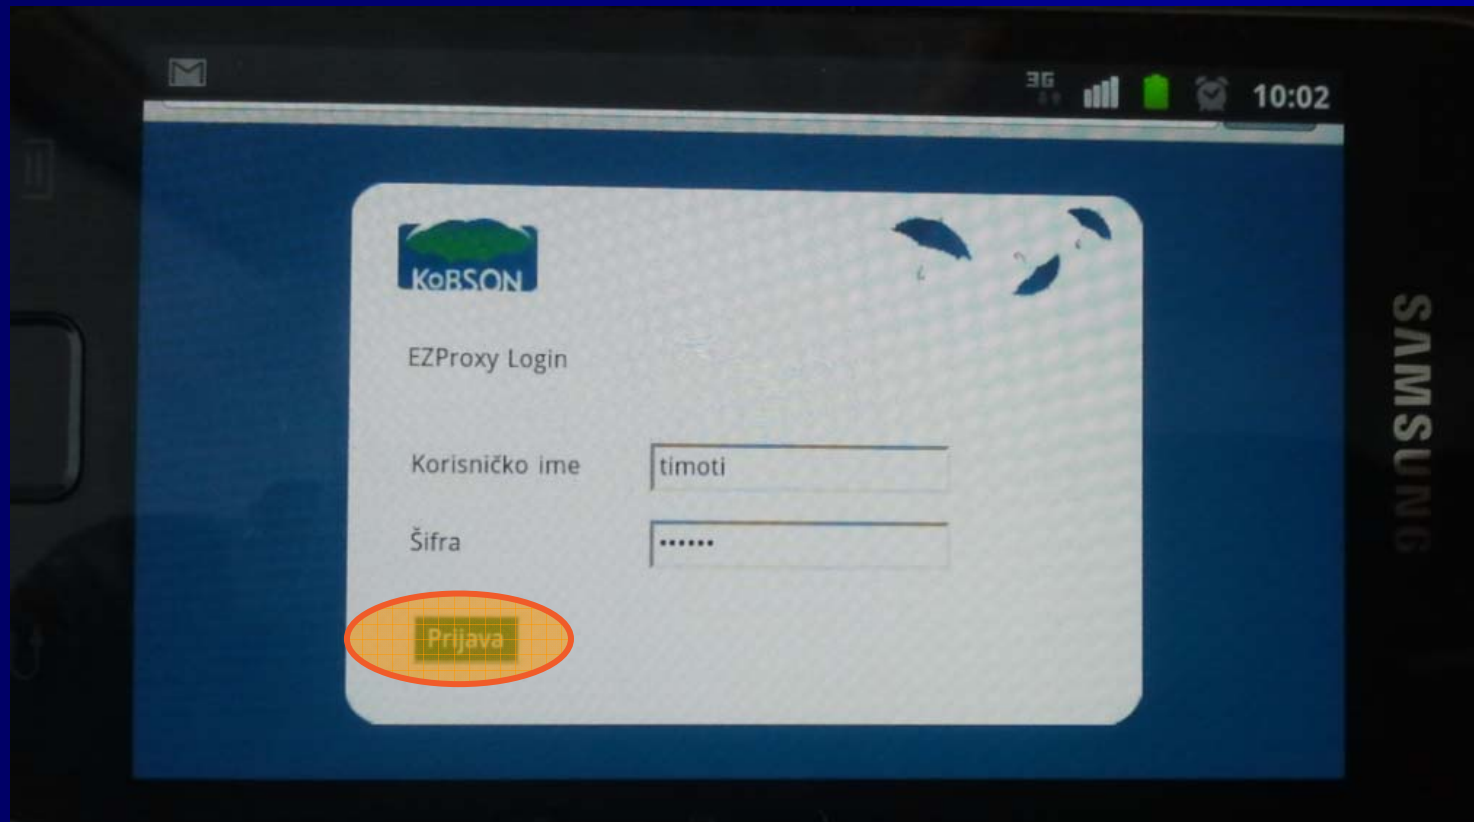 3G 10:02
KOBSON
EZProxy Login
Korisničko ime timoti
Šifra ••••••
Prijava
SAMSUNG